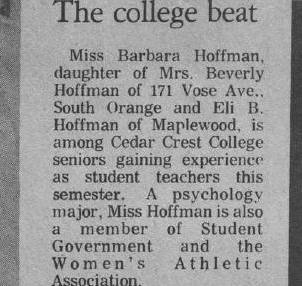 The college beat
Miss Barbara Hoffman,
daughter of Mrs. Beverly
Hoffman of 171 Vose Ave.,
South Orange and Eli B.
Hoffman of Maplewood, is
among Cedar Crest College
seniors gaining experience
as student teachers this
semester. A psychology
major, Miss Hoffman is also
a member of Student
Government and the
Women's Athletic
Association.